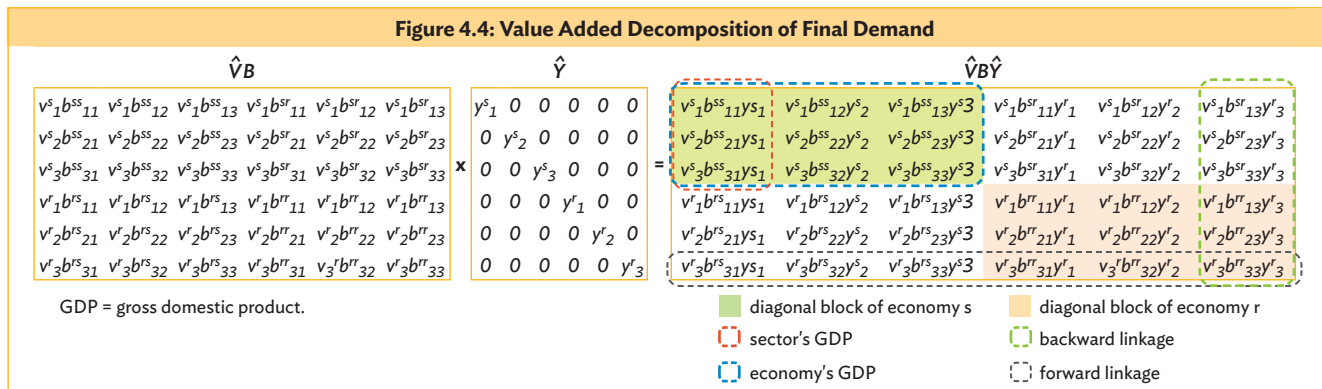 Figure 4.4: Value Added Decomposition of Final Demand
V̂B Ŷ V̂BŶ
vˢ₁bˢˢ₁₁ vˢ₁bˢˢ₁₂ vˢ₁bˢˢ₁₃ vˢ₁bˢʳ₁₁ vˢ₁bˢʳ₁₂ vˢ₁bˢʳ₁₃ yˢ₁ 0 0 0 0 0 vˢ₁bˢˢ₁₁ys₁ vˢ₁bˢˢ₁₂yˢ₂ vˢ₁bˢˢ₁₃yˢ3 vˢ₁bˢʳ₁₁yʳ₁ vˢ₁bˢʳ₁₂yʳ₂ vˢ₁bˢʳ₁₃yʳ₃
vˢ₂bˢˢ₂₁ vˢ₂bˢˢ₂₂ vˢ₂bˢˢ₂₃ vˢ₂bˢʳ₂₁ vˢ₂bˢʳ₂₂ vˢ₂bˢʳ₂₃ 0 yˢ₂ 0 0 0 0 vˢ₂bˢˢ₂₁ys₁ vˢ₂bˢˢ₂₂yˢ₂ vˢ₂bˢˢ₂₃yˢ3 vˢ₂bˢʳ₂₁yʳ₁ vˢ₂bˢʳ₂₂yʳ₂ vˢ₂bˢʳ₂₃yʳ₃
vˢ₃bˢˢ₃₁ vˢ₃bˢˢ₃₂ vˢ₃bˢˢ₃₃ vˢ₃bˢʳ₃₁ vˢ₃bˢʳ₃₂ vˢ₃bˢʳ₃₃ x 0 0 yˢ₃ 0 0 0 = vˢ₃bˢˢ₃₁ys₁ vˢ₃bˢˢ₃₂yˢ₂ vˢ₃bˢˢ₃₃yˢ3 vˢ₃bˢʳ₃₁yʳ₁ vˢ₃bˢʳ₃₂yʳ₂ vˢ₃bˢʳ₃₃yʳ₃
vʳ₁bʳˢ₁₁ vʳ₁bʳˢ₁₂ vʳ₁bʳˢ₁₃ vʳ₁bʳʳ₁₁ vʳ₁bʳʳ₁₂ vʳ₁bʳʳ₁₃ 0 0 0 yʳ₁ 0 0 vʳ₁bʳˢ₁₁ys₁ vʳ₁bʳˢ₁₂yˢ₂ vʳ₁bʳˢ₁₃yˢ3 vʳ₁bʳʳ₁₁yʳ₁ vʳ₁bʳʳ₁₂yʳ₂ vʳ₁bʳʳ₁₃yʳ₃
vʳ₂bʳˢ₂₁ vʳ₂bʳˢ₂₂ vʳ₂bʳˢ₂₃ vʳ₂bʳʳ₂₁ vʳ₂bʳʳ₂₂ vʳ₂bʳʳ₂₃ 0 0 0 0 yʳ₂ 0 vʳ₂bʳˢ₂₁ys₁ vʳ₂bʳˢ₂₂yˢ₂ vʳ₂bʳˢ₂₃yˢ3 vʳ₂bʳʳ₂₁yʳ₁ vʳ₂bʳʳ₂₂yʳ₂ vʳ₂bʳʳ₂₃yʳ₃
vʳ₃bʳˢ₃₁ vʳ₃bʳˢ₃₂ vʳ₃bʳˢ₃₃ vʳ₃bʳʳ₃₁ v₃ʳbʳʳ₃₂ vʳ₃bʳʳ₃₃ 0 0 0 0 0 yʳ₃ vʳ₃bʳˢ₃₁ys₁ vʳ₃bʳˢ₃₂yˢ₂ vʳ₃bʳˢ₃₃yˢ3 vʳ₃bʳʳ₃₁yʳ₁ v₃ʳbʳʳ₃₂yʳ₂ vʳ₃bʳʳ₃₃yʳ₃
GDP = gross domestic product.
diagonal block of economy s diagonal block of economy r
sector's GDP backward linkage
economy's GDP forward linkage